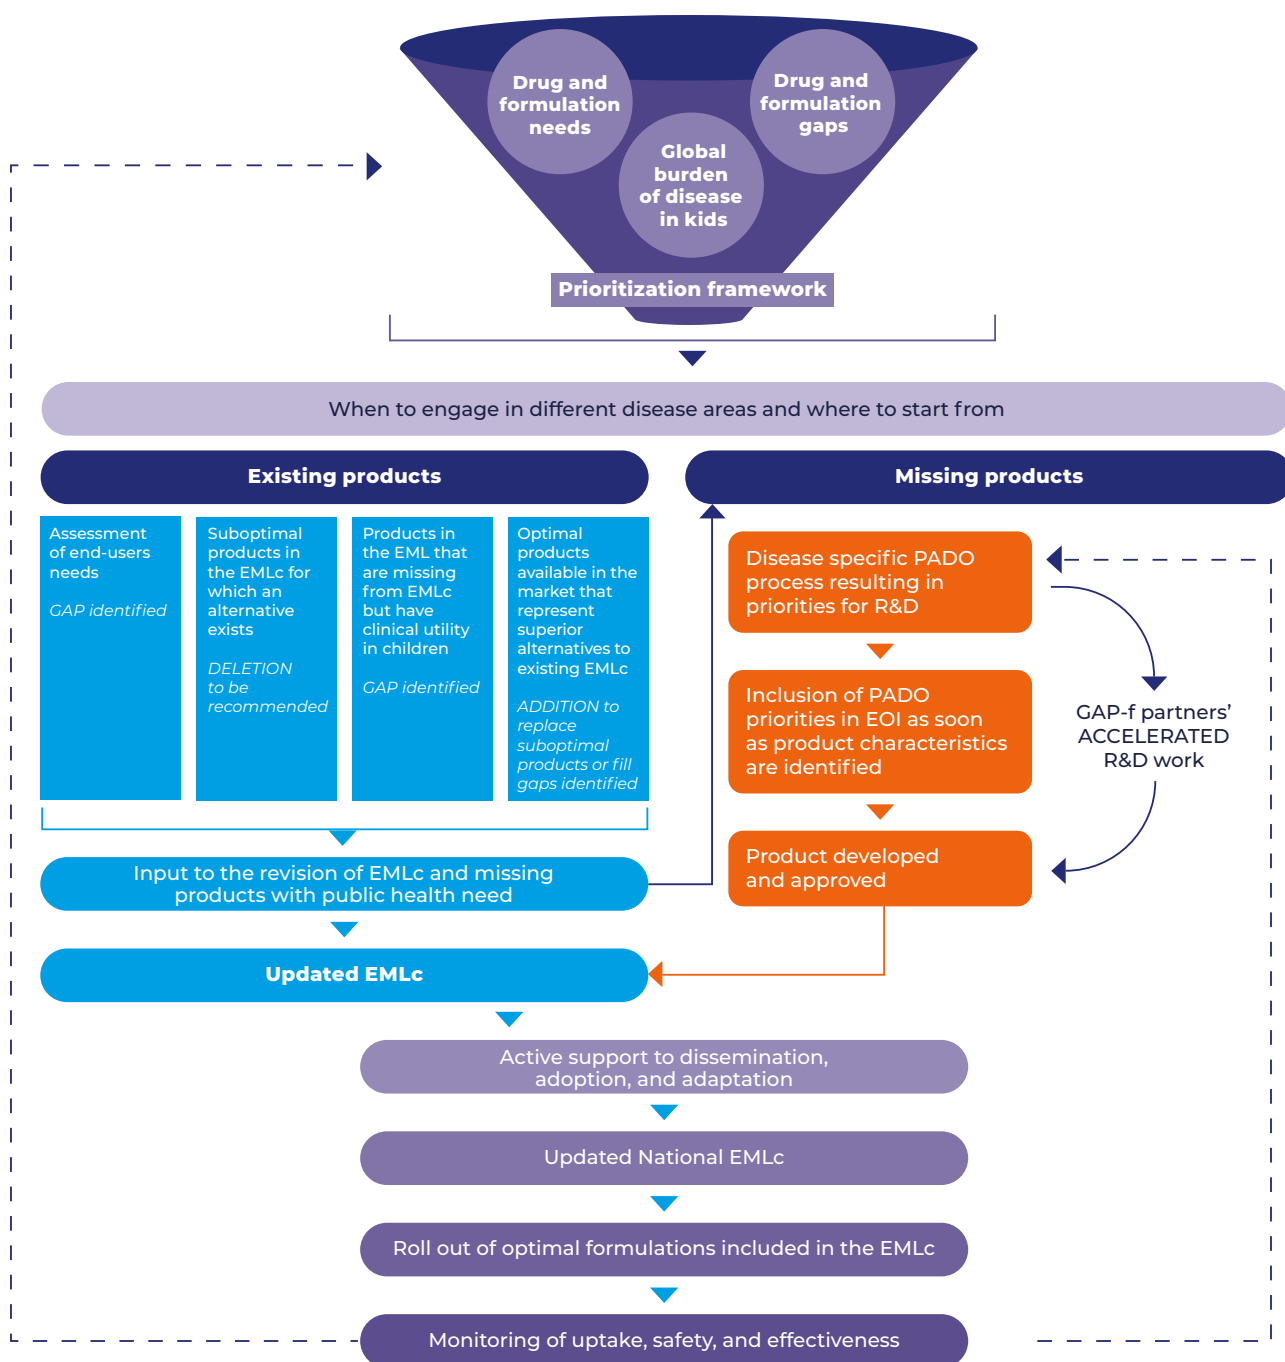 Drug and
formulation
needs
Drug and
formulation
gaps
Global
burden
of disease
in kids
Prioritization framework
When to engage in different disease areas and where to start from
Existing products
Missing products
Assessment
of end-users
needs
GAP identified
Suboptimal
products in
the EMLc for
which an
alternative
exists
DELETION
to be
recommended
Products in
the EML that
are missing
from EMLc
but have
clinical utility
in children
GAP identified
Optimal
products
available in the
market that
represent
superior
alternatives to
existing EMLc
ADDITION to
replace
suboptimal
products or fill
gaps identified
Disease specific PADO
process resulting in
priorities for R&D
Inclusion of PADO
priorities in EOI as soon
as product characteristics
are identified
Product developed
and approved
GAP-f partners’
ACCELERATED
R&D work
Input to the revision of EMLc and missing
products with public health need
Updated EMLc
Active support to dissemination,
adoption, and adaptation
Updated National EMLc
Roll out of optimal formulations included in the EMLc
Monitoring of uptake, safety, and effectiveness